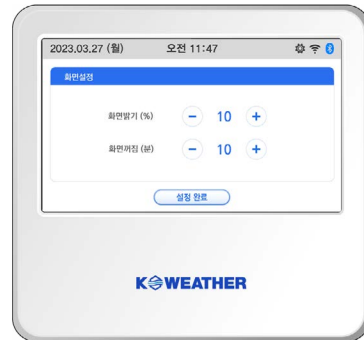 2023.03.27 (월) 오전 11:47
화면설정
화면밝기 (%) − 10 +
화면꺼짐 (분) − 10 +
설정 완료
K WEATHER